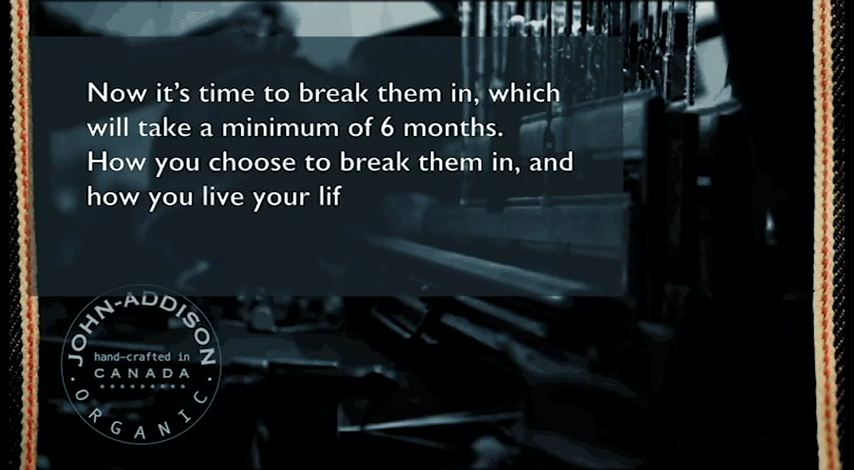 Now it's time to break them in, which
will take a minimum of 6 months.
How you choose to break them in, and
how you live your lif
JOHN-ADDISON
hand-crafted in
CANADA
ORGANIC